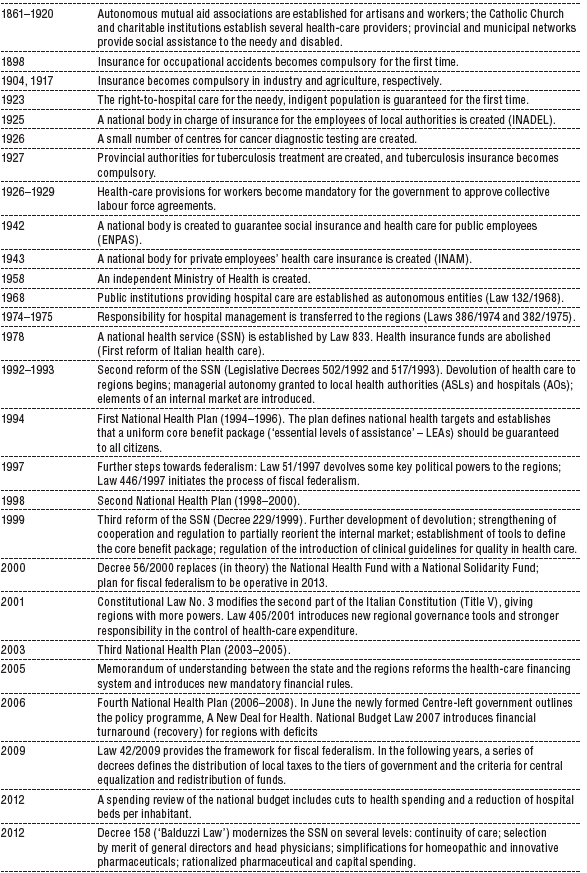 1861–1920 Autonomous mutual aid associations are established for artisans and workers; the Catholic Church
and charitable institutions establish several health-care providers; provincial and municipal networks
provide social assistance to the needy and disabled.
1898 Insurance for occupational accidents becomes compulsory for the first time.
1904, 1917 Insurance becomes compulsory in industry and agriculture, respectively.
1923 The right-to-hospital care for the needy, indigent population is guaranteed for the first time.
1925 A national body in charge of insurance for the employees of local authorities is created (INADEL).
1926 A small number of centres for cancer diagnostic testing are created.
1927 Provincial authorities for tuberculosis treatment are created, and tuberculosis insurance becomes
compulsory.
1926–1929 Health-care provisions for workers become mandatory for the government to approve collective
labour force agreements.
1942 A national body is created to guarantee social insurance and health care for public employees
(ENPAS).
1943 A national body for private employees’ health care insurance is created (INAM).
1958 An independent Ministry of Health is created.
1968 Public institutions providing hospital care are established as autonomous entities (Law 132/1968).
1974–1975 Responsibility for hospital management is transferred to the regions (Laws 386/1974 and 382/1975).
1978 A national health service (SSN) is established by Law 833. Health insurance funds are abolished
(First reform of Italian health care).
1992–1993 Second reform of the SSN (Legislative Decrees 502/1992 and 517/1993). Devolution of health care to
regions begins; managerial autonomy granted to local health authorities (ASLs) and hospitals (AOs);
elements of an internal market are introduced.
1994 First National Health Plan (1994–1996). The plan defines national health targets and establishes
that a uniform core benefit package (‘essential levels of assistance’ – LEAs) should be guaranteed
to all citizens.
1997 Further steps towards federalism: Law 51/1997 devolves some key political powers to the regions;
Law 446/1997 initiates the process of fiscal federalism.
1998 Second National Health Plan (1998–2000).
1999 Third reform of the SSN (Decree 229/1999). Further development of devolution; strengthening of
cooperation and regulation to partially reorient the internal market; establishment of tools to define
the core benefit package; regulation of the introduction of clinical guidelines for quality in health care.
2000 Decree 56/2000 replaces (in theory) the National Health Fund with a National Solidarity Fund;
plan for fiscal federalism to be operative in 2013.
2001 Constitutional Law No. 3 modifies the second part of the Italian Constitution (Title V), giving
regions with more powers. Law 405/2001 introduces new regional governance tools and stronger
responsibility in the control of health-care expenditure.
2003 Third National Health Plan (2003–2005).
2005 Memorandum of understanding between the state and the regions reforms the health-care financing
system and introduces new mandatory financial rules.
2006 Fourth National Health Plan (2006–2008). In June the newly formed Centre-left government outlines
the policy programme, A New Deal for Health. National Budget Law 2007 introduces financial
turnaround (recovery) for regions with deficits
2009 Law 42/2009 provides the framework for fiscal federalism. In the following years, a series of
decrees defines the distribution of local taxes to the tiers of government and the criteria for central
equalization and redistribution of funds.
2012 A spending review of the national budget includes cuts to health spending and a reduction of hospital
beds per inhabitant.
2012 Decree 158 (‘Balduzzi Law’) modernizes the SSN on several levels: continuity of care; selection
by merit of general directors and head physicians; simplifications for homeopathic and innovative
pharmaceuticals; rationalized pharmaceutical and capital spending.